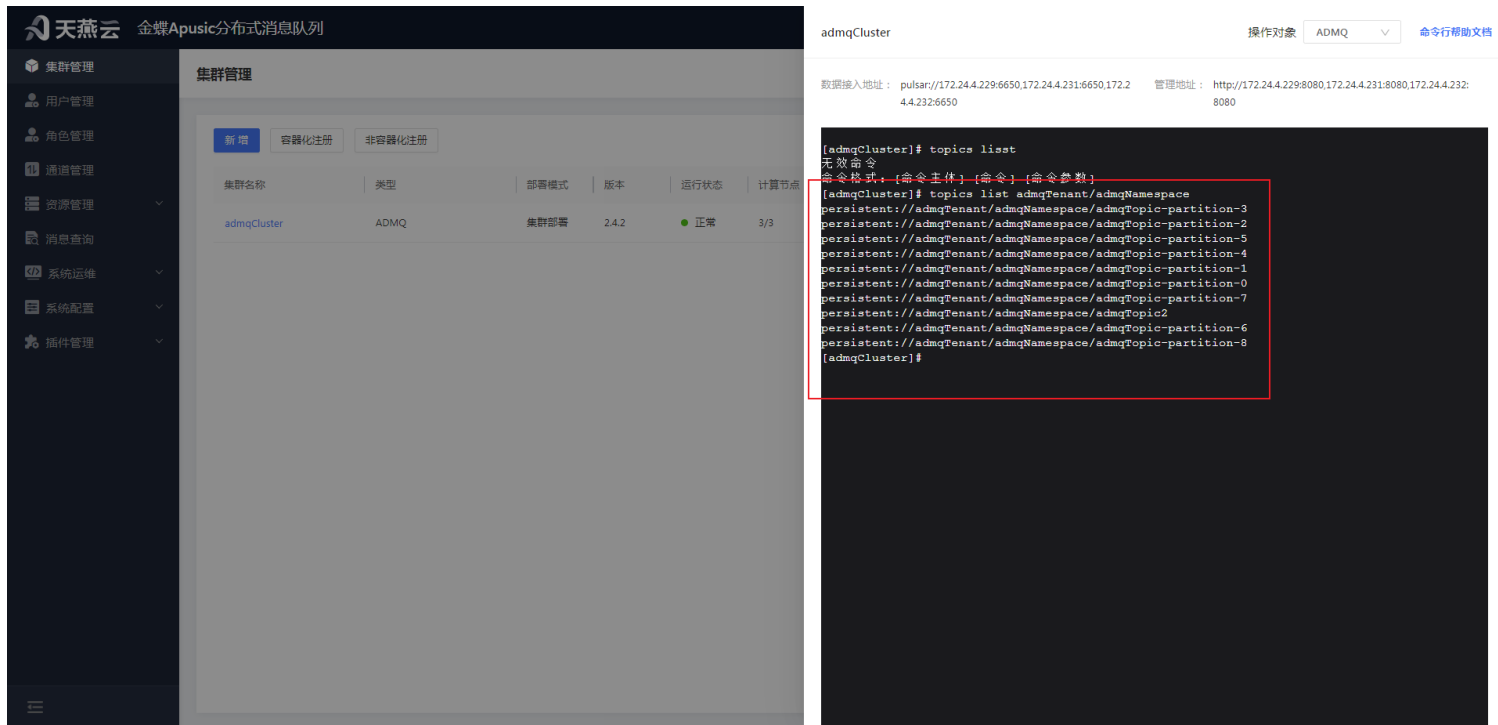 天燕云 金蝶Apusic分布式消息队列
集群管理
用户管理
角色管理
通道管理
资源管理
消息查询
系统运维
系统配置
插件管理
集群管理
新增 容器化注册 非容器化注册
集群名称 类型 部署模式 版本 运行状态 计算节点
admqCluster ADMQ 集群部署 2.4.2 正常 3/3
admqCluster 操作对象 ADMQ 命令行帮助文档
数据接入地址： pulsar://172.24.4.229:6650,172.24.4.231:6650,172.2
4.4.232:6650
管理地址： http://172.24.4.229:8080,172.24.4.231:8080,172.24.4.232:
8080
[admqCluster]# topics lisst
无效命令
命令格式: [命令主体] [命令] [命令参数]
[admqCluster]# topics list admqTenant/admqNamespace
persistent://admqTenant/admqNamespace/admqTopic-partition-3
persistent://admqTenant/admqNamespace/admqTopic-partition-2
persistent://admqTenant/admqNamespace/admqTopic-partition-5
persistent://admqTenant/admqNamespace/admqTopic-partition-4
persistent://admqTenant/admqNamespace/admqTopic-partition-1
persistent://admqTenant/admqNamespace/admqTopic-partition-0
persistent://admqTenant/admqNamespace/admqTopic-partition-7
persistent://admqTenant/admqNamespace/admqTopic2
persistent://admqTenant/admqNamespace/admqTopic-partition-6
persistent://admqTenant/admqNamespace/admqTopic-partition-8
[admqCluster]#